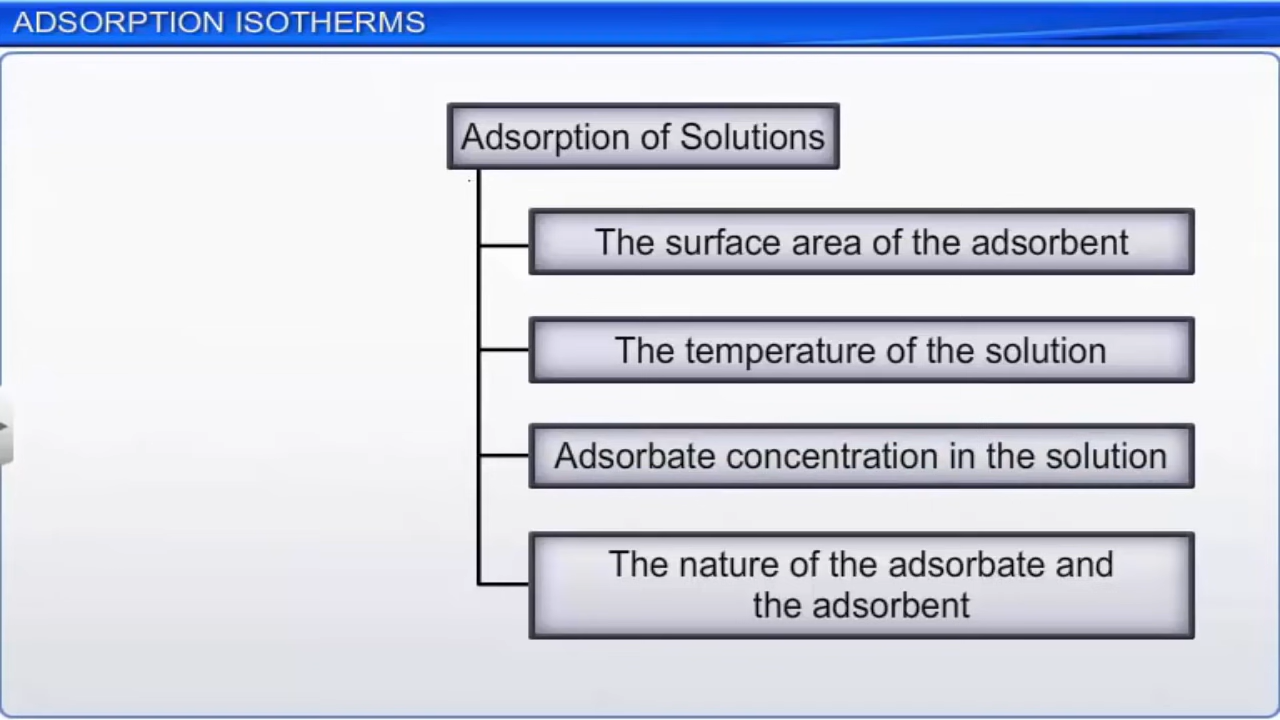 ADSORPTION ISOTHERMS
Adsorption of Solutions
The surface area of the adsorbent
The temperature of the solution
Adsorbate concentration in the solution
The nature of the adsorbate and
the adsorbent